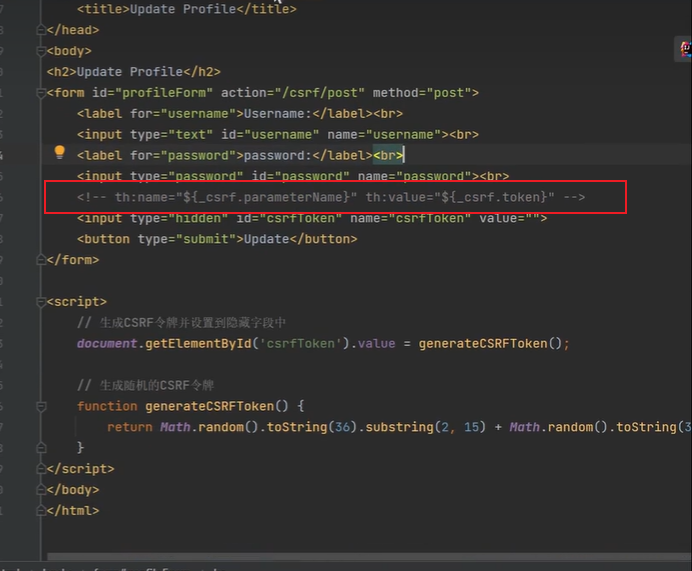 <title>Update Profile</title>
</head>
<body>
<h2>Update Profile</h2>
<form id="profileForm" action="/csrf/post" method="post">
<label for="username">Username:</label><br>
<input type="text" id="username" name="username"><br>
<label for="password">password:</label><br>
<input type="password" id="password" name="password"><br>
<!-- th:name="${_csrf.parameterName}" th:value="${_csrf.token}" -->
<input type="hidden" id="csrfToken" name="csrfToken" value="">
<button type="submit">Update</button>
</form>
<script>
// 生成CSRF令牌并设置到隐藏字段中
document.getElementById('csrfToken').value = generateCSRFToken();
// 生成随机的CSRF令牌
function generateCSRFToken() {
return Math.random().toString(36).substring(2, 15) + Math.random().toString(3
}
</script>
</body>
</html>